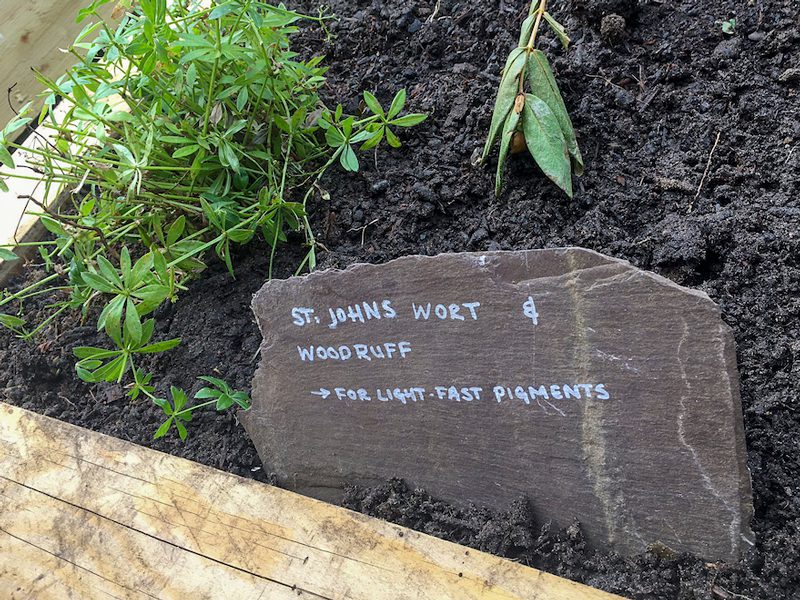 ST. JOHNS WORT &
WOODRUFF
→ FOR LIGHT-FAST PIGMENTS